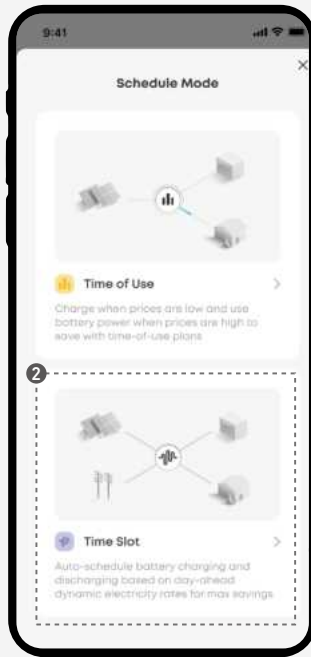 9:41
Schedule Mode
Time of Use
Charge when prices are low and use
battery power when prices are high to
save with time-of-use plans
2
Time Slot
Auto-schedule battery charging and
discharging based on day-ahead
dynamic electricity rates for max savings